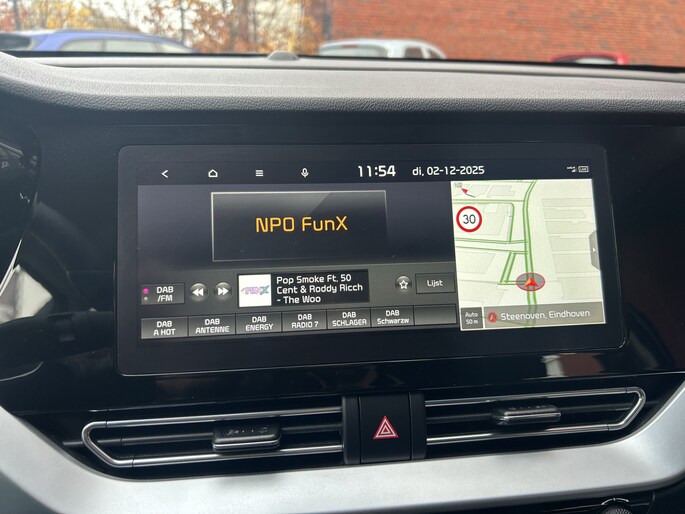 11:54 di, 02-12-2025
NPO FunX
30
DAB
/FM
FUNX
Pop Smoke Ft. 50
Cent & Roddy Ricch
- The Woo
Lijst
DAB
A HOT
DAB
ANTENNE
DAB
ENERGY
DAB
RADIO 7
DAB
SCHLAGER
DAB
Schwarzw
Auto
50 m
Steenoven, Eindhoven